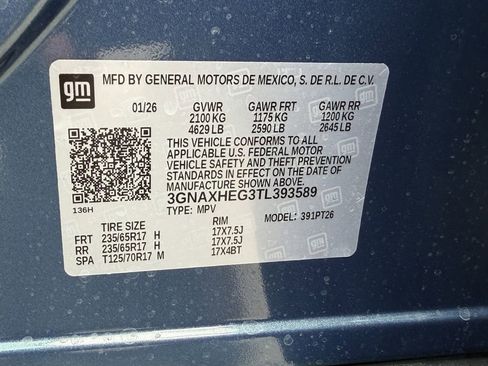 gm
MFD BY GENERAL MOTORS DE MEXICO, S. DE R.L. DE C.V.
01/26 GVWR GAWR FRT GAWR RR
2100 KG 1175 KG 1200 KG
4629 LB 2590 LB 2645 LB
THIS VEHICLE CONFORMS TO ALL
APPLICABLE U.S. FEDERAL MOTOR
VEHICLE SAFETY AND THEFT PREVENTION
STANDARDS IN EFFECT ON THE DATE OF
MANUFACTURE SHOWN ABOVE.
3GNAXHEG3TL393589
136H TYPE: MPV MODEL: 391PT26
TIRE SIZE RIM
FRT 235/65R17 H 17X7.5J
RR 235/65R17 H 17X7.5J
SPA T125/70R17 M 17X4BT